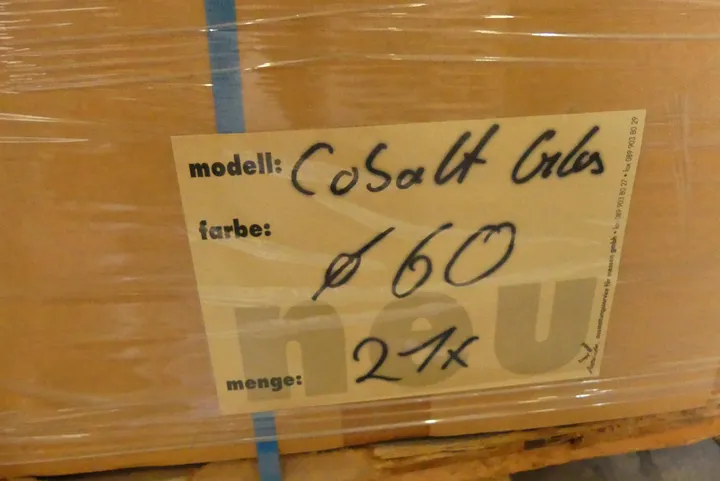 modell: Cobalt Glas
farbe:
ø 60
neu
menge: 21x